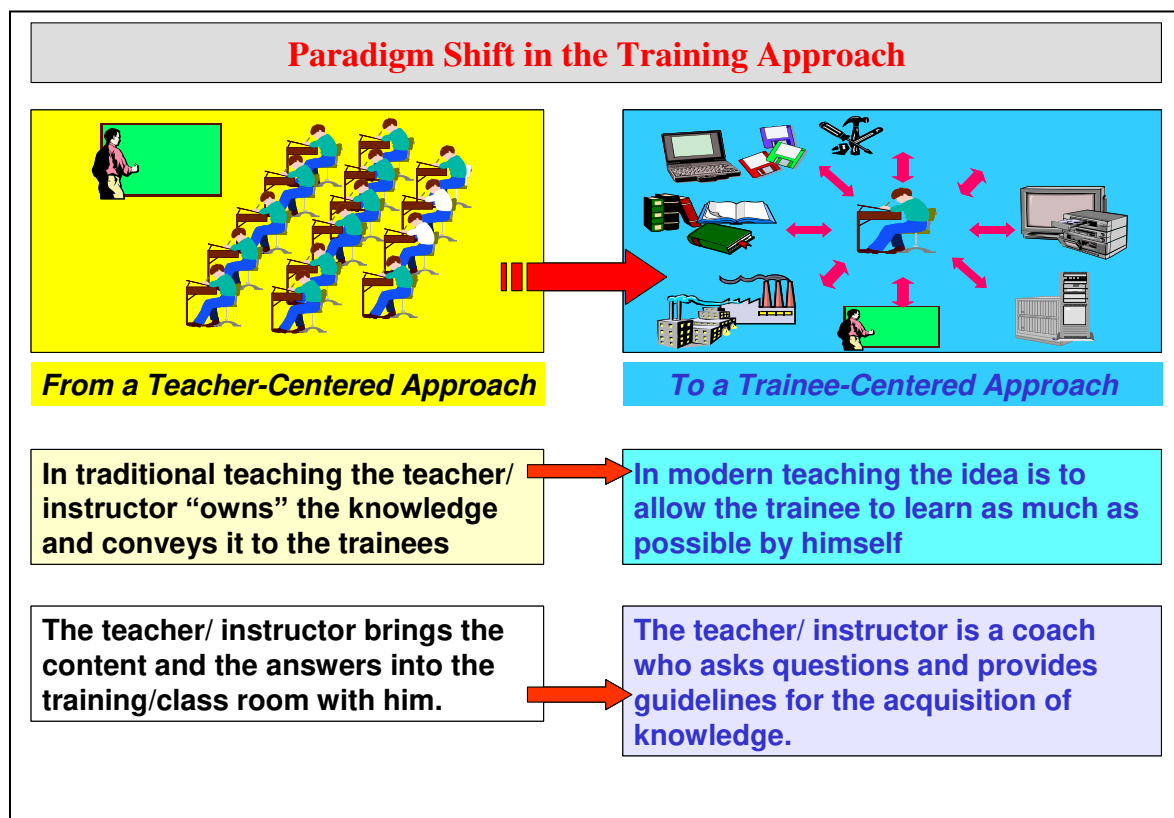 Paradigm Shift in the Training Approach
From a Teacher-Centered Approach
To a Trainee-Centered Approach
In traditional teaching the teacher/
instructor “owns” the knowledge
and conveys it to the trainees
In modern teaching the idea is to
allow the trainee to learn as much as
possible by himself
The teacher/ instructor brings the
content and the answers into the
training/class room with him.
The teacher/ instructor is a coach
who asks questions and provides
guidelines for the acquisition of
knowledge.